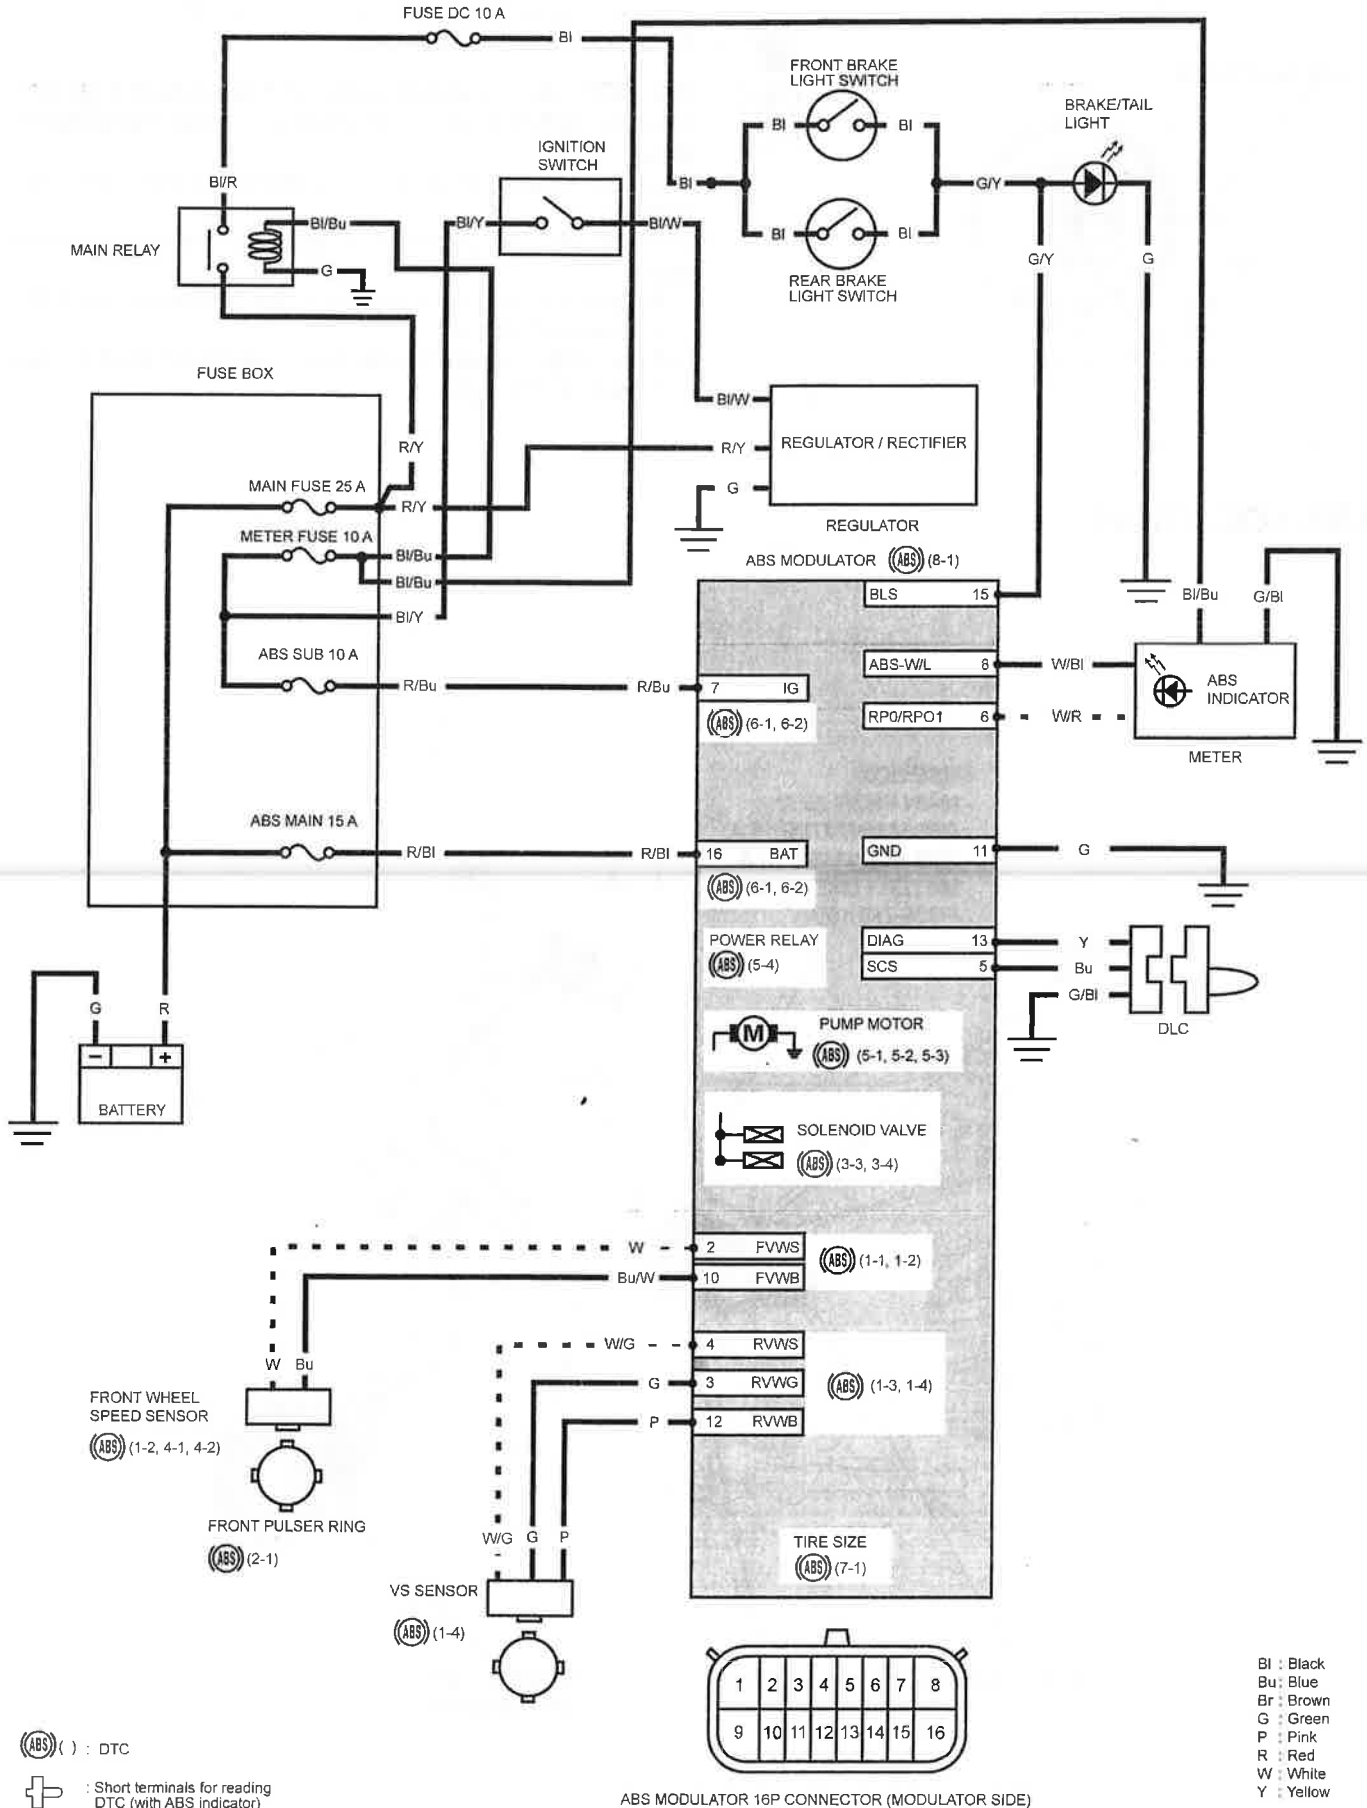 FUSE DC 10 A
Bl
FRONT BRAKE
LIGHT SWITCH
BRAKE/TAIL
LIGHT
Bl
Bl
IGNITION
SWITCH
Bl/R
Bl
G/Y
Bl/Bu
Bl/Y
Bl/W
MAIN RELAY
Bl
Bl
G
G/Y
G
REAR BRAKE
LIGHT SWITCH
FUSE BOX
Bl/W
R/Y
R/Y
REGULATOR / RECTIFIER
MAIN FUSE 25 A
R/Y
G
REGULATOR
METER FUSE 10 A
Bl/Bu
ABS MODULATOR (ABS) (8-1)
Bl/Bu
BLS 15
Bl/Bu
G/Bl
Bl/Y
ABS SUB 10 A
ABS-W/L 8
W/Bl
ABS
INDICATOR
R/Bu
R/Bu
7 IG
(ABS) (6-1, 6-2)
RP0/RPO1 6
W/R
METER
ABS MAIN 15 A
R/Bl
R/Bl
16 BAT
GND 11
G
(ABS) (6-1, 6-2)
POWER RELAY
(ABS) (5-4)
DIAG 13
Y
SCS 5
Bu
G/Bl
DLC
G
R
− +
BATTERY
M
PUMP MOTOR
(ABS) (5-1, 5-2, 5-3)
SOLENOID VALVE
(ABS) (3-3, 3-4)
W
2 FVWS
(ABS) (1-1, 1-2)
Bu/W
10 FVWB
W/G
4 RVWS
W
Bu
G
3 RVWG
(ABS) (1-3, 1-4)
P
12 RVWB
FRONT WHEEL
SPEED SENSOR
(ABS) (1-2, 4-1, 4-2)
FRONT PULSER RING
(ABS) (2-1)
W/G
G
P
TIRE SIZE
(ABS) (7-1)
VS SENSOR
(ABS) (1-4)
1 2 3 4 5 6 7 8
9 10 11 12 13 14 15 16
ABS MODULATOR 16P CONNECTOR (MODULATOR SIDE)
Bl : Black
Bu : Blue
Br : Brown
G : Green
P : Pink
R : Red
W : White
Y : Yellow
(ABS) ( ) : DTC
: Short terminals for reading
DTC (with ABS indicator)